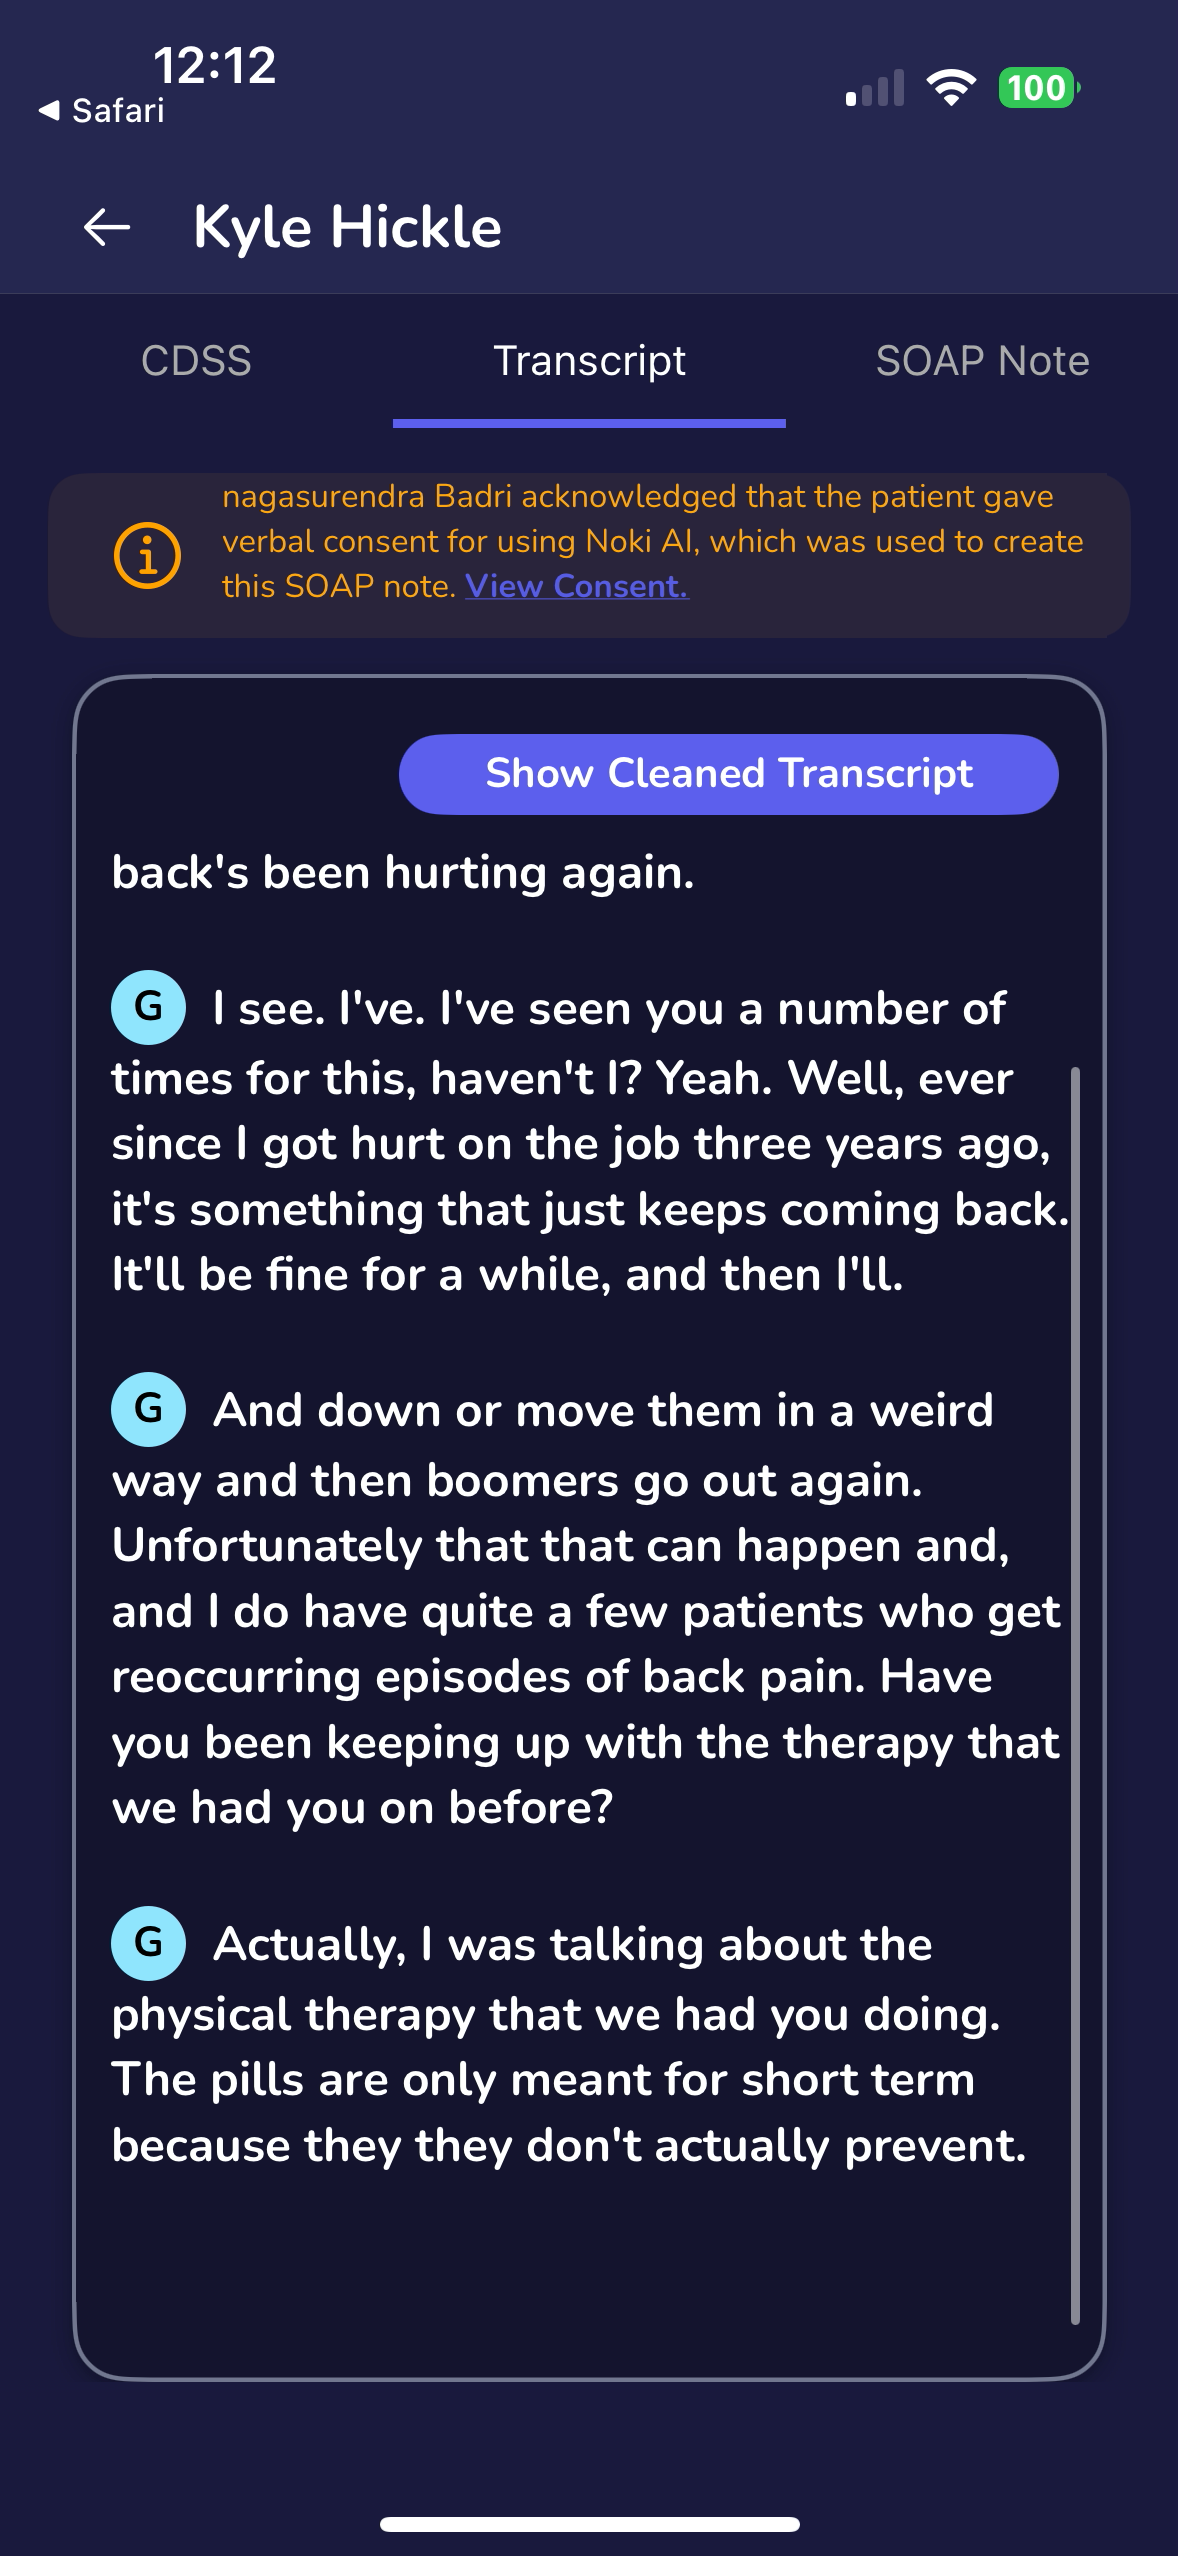 12:12
Safari
100
Kyle Hickle
CDSS
Transcript
SOAP Note
nagasurendra Badri acknowledged that the patient gave
verbal consent for using Noki AI, which was used to create
this SOAP note. View Consent.
Show Cleaned Transcript
back's been hurting again.
G I see. I've. I've seen you a number of
times for this, haven't I? Yeah. Well, ever
since I got hurt on the job three years ago,
it's something that just keeps coming back.
It'll be fine for a while, and then I'll.
G And down or move them in a weird
way and then boomers go out again.
Unfortunately that that can happen and,
and I do have quite a few patients who get
reoccurring episodes of back pain. Have
you been keeping up with the therapy that
we had you on before?
G Actually, I was talking about the
physical therapy that we had you doing.
The pills are only meant for short term
because they they don't actually prevent.